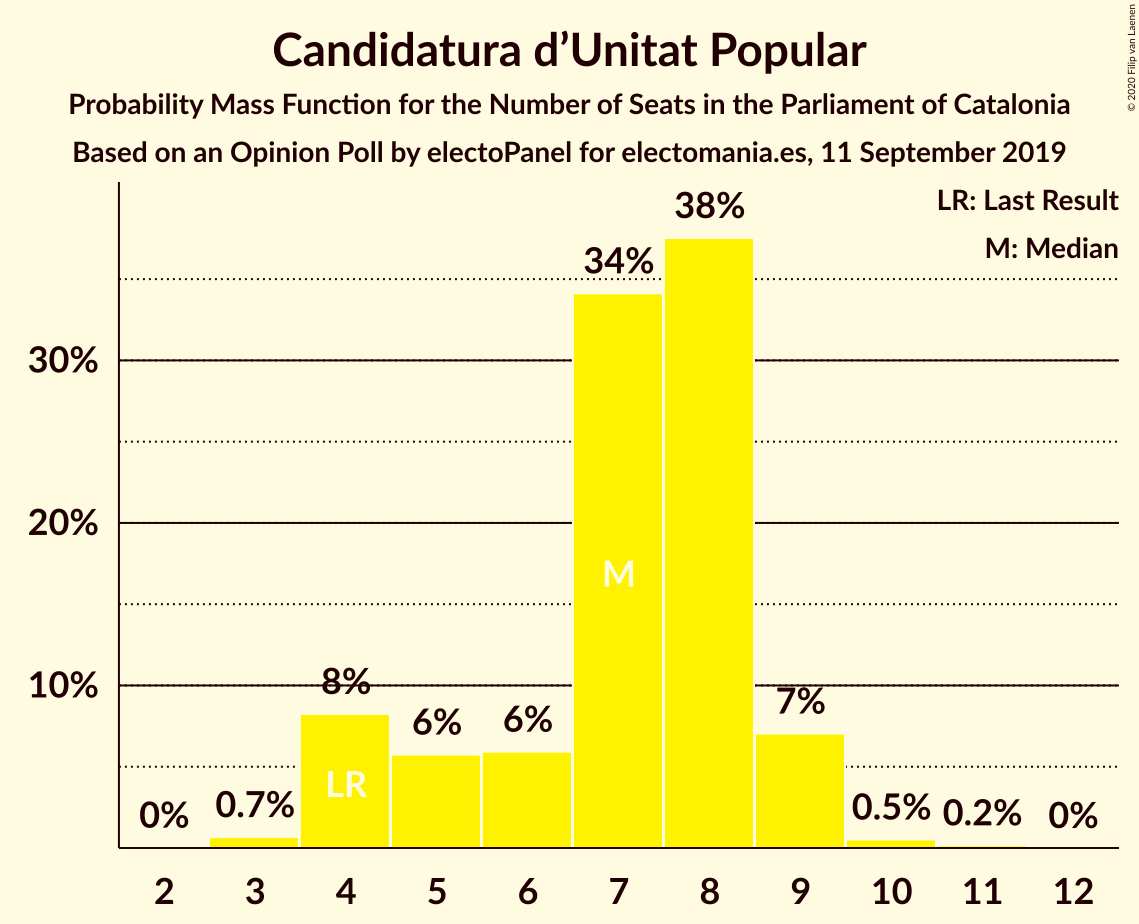 Candidatura d’Unitat Popular
Probability Mass Function for the Number of Seats in the Parliament of Catalonia
Based on an Opinion Poll by electoPanel for electomania.es, 11 September 2019
© 2020 Filip van Laenen
LR: Last Result
M: Median
38%
34%
30%
20%
M
10%
8%
7%
6%
6%
LR
0%
0.7%
0.5%
0.2%
0%
2 3 4 5 6 7 8 9 10 11 12